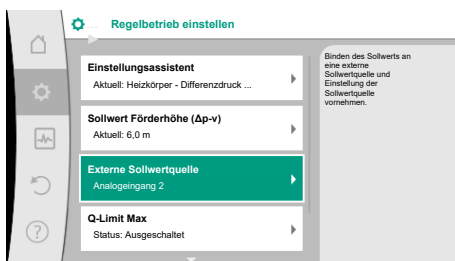 Regelbetrieb einstellen
Einstellungsassistent
Aktuell: Heizkörper - Differenzdruck ...
Sollwert Förderhöhe (Δp-v)
Aktuell: 6,0 m
Externe Sollwertquelle
Analogeingang 2
Q-Limit Max
Status: Ausgeschaltet
Binden des Sollwerts an
eine externe
Sollwertquelle und
Einstellung der
Sollwertquelle
vornehmen.